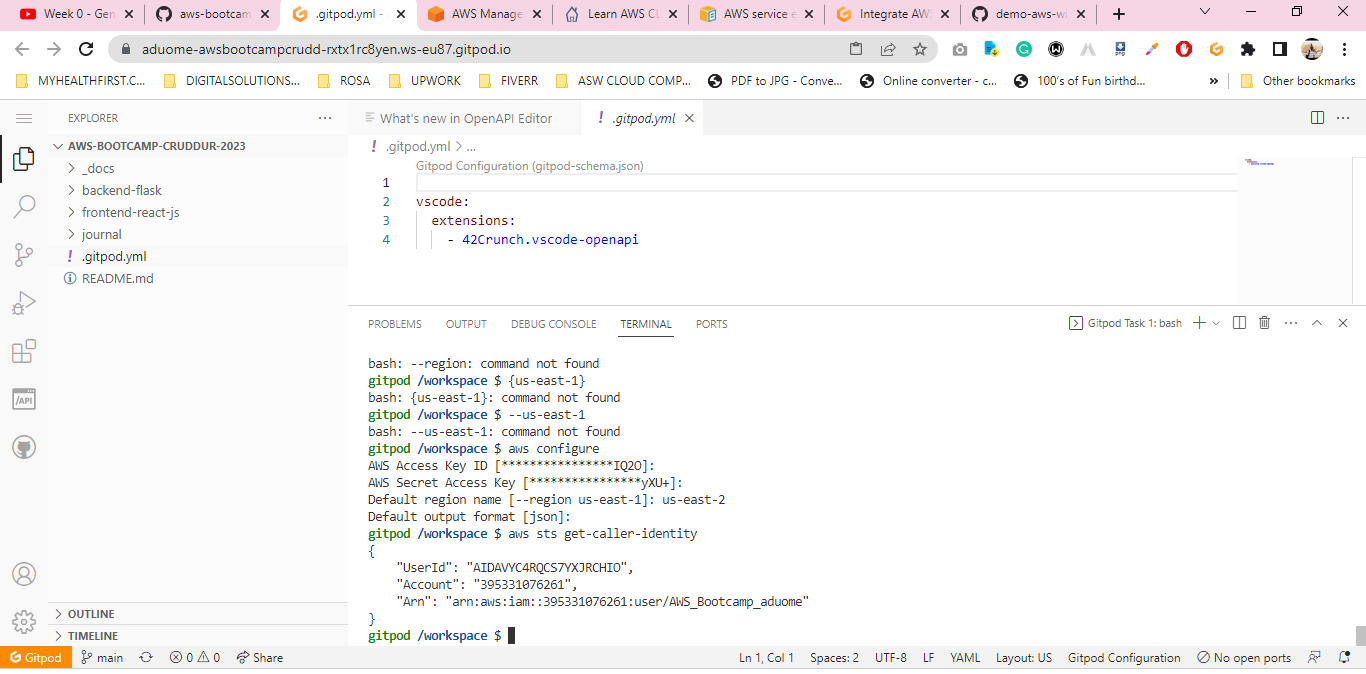 Week 0 - Gen
aws-bootcam
.gitpod.yml -
AWS Manage
Learn AWS CL
AWS service e
Integrate AWS
demo-aws-wi
aduome-awsbootcampcrudd-rxtx1rc8yen.ws-eu87.gitpod.io
MYHEALTHFIRST.C...
DIGITALSOLUTIONS...
ROSA
UPWORK
FIVERR
ASW CLOUD COMP...
PDF to JPG - Conve...
Online converter - c...
100's of Fun birthd...
»
Other bookmarks
EXPLORER
AWS-BOOTCAMP-CRUDDUR-2023
_docs
backend-flask
frontend-react-js
journal
! .gitpod.yml
README.md
OUTLINE
TIMELINE
What's new in OpenAPI Editor
! .gitpod.yml
! .gitpod.yml > ...
Gitpod Configuration (gitpod-schema.json)
1
2 vscode:
3 extensions:
4 - 42Crunch.vscode-openapi
PROBLEMS OUTPUT DEBUG CONSOLE TERMINAL PORTS
Gitpod Task 1: bash
bash: --region: command not found
gitpod /workspace $ {us-east-1}
bash: {us-east-1}: command not found
gitpod /workspace $ --us-east-1
bash: --us-east-1: command not found
gitpod /workspace $ aws configure
AWS Access Key ID [****************IQ2O]:
AWS Secret Access Key [****************yXU+]:
Default region name [--region us-east-1]: us-east-2
Default output format [json]:
gitpod /workspace $ aws sts get-caller-identity
{
"UserId": "AIDAVYC4RQCS7YXJRCHIO",
"Account": "395331076261",
"Arn": "arn:aws:iam::395331076261:user/AWS_Bootcamp_aduome"
}
gitpod /workspace $
Gitpod main 0 0 Share Ln 1, Col 1 Spaces: 2 UTF-8 LF YAML Layout: US Gitpod Configuration No open ports